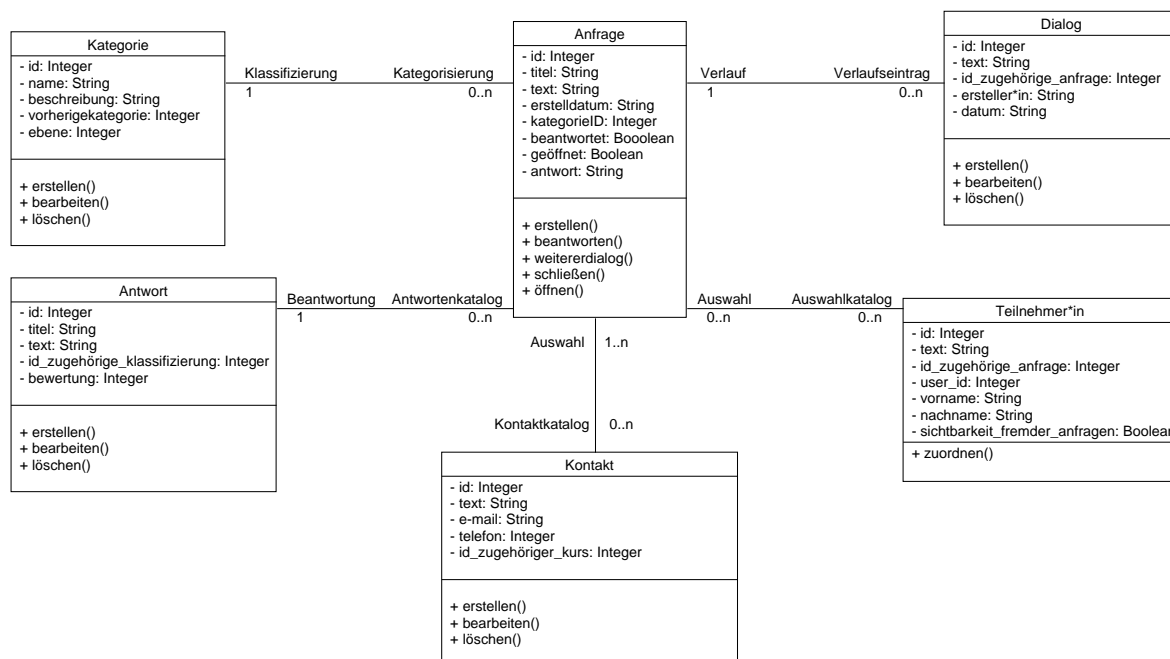 Kategorie
- id: Integer
- name: String
- beschreibung: String
- vorherigekategorie: Integer
- ebene: Integer
+ erstellen()
+ bearbeiten()
+ löschen()
Klassifizierung
1
Kategorisierung
0..n
Anfrage
- id: Integer
- titel: String
- text: String
- erstelldatum: String
- kategorieID: Integer
- beantwortet: Booolean
- geöffnet: Boolean
- antwort: String
+ erstellen()
+ beantworten()
+ weitererdialog()
+ schließen()
+ öffnen()
Verlauf
1
Verlaufseintrag
0..n
Dialog
- id: Integer
- text: String
- id_zugehörige_anfrage: Integer
- ersteller*in: String
- datum: String
+ erstellen()
+ bearbeiten()
+ löschen()
Antwort
- id: Integer
- titel: String
- text: String
- id_zugehörige_klassifizierung: Integer
- bewertung: Integer
+ erstellen()
+ bearbeiten()
+ löschen()
Beantwortung
1
Antwortenkatalog
0..n
Auswahl
0..n
Auswahlkatalog
0..n
Teilnehmer*in
- id: Integer
- text: String
- id_zugehörige_anfrage: Integer
- user_id: Integer
- vorname: String
- nachname: String
- sichtbarkeit_fremder_anfragen: Boolean
+ zuordnen()
Auswahl
1..n
Kontaktkatalog
0..n
Kontakt
- id: Integer
- text: String
- e-mail: String
- telefon: Integer
- id_zugehöriger_kurs: Integer
+ erstellen()
+ bearbeiten()
+ löschen()